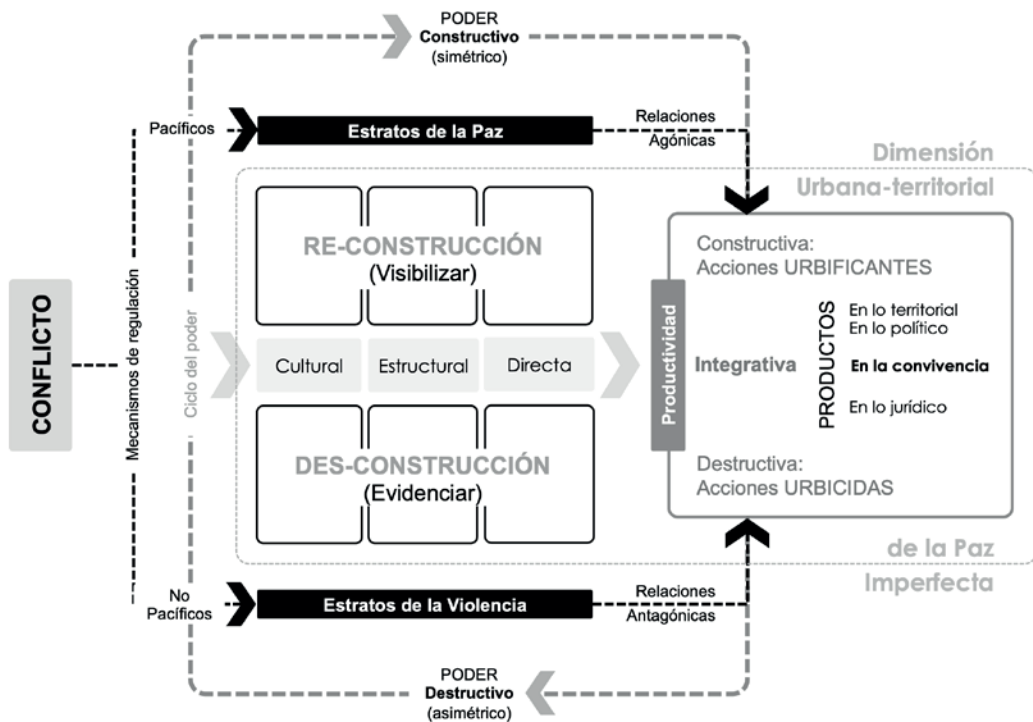 PODER
Constructivo
(simétrico)
Pacíficos
Estratos de la Paz
Relaciones
Agónicas
Dimensión
Urbana-territorial
CONFLICTO
Mecanismos de regulación
Ciclo del poder
RE-CONSTRUCCIÓN
(Visibilizar)
Cultural
Estructural
Directa
DES-CONSTRUCCIÓN
(Evidenciar)
Productividad
Constructiva:
Acciones URBIFICANTES
Integrativa
PRODUCTOS
En lo territorial
En lo político
En la convivencia
En lo jurídico
Destructiva:
Acciones URBICIDAS
de la Paz
Imperfecta
No
Pacíficos
Estratos de la Violencia
Relaciones
Antagónicas
PODER
Destructivo
(asimétrico)